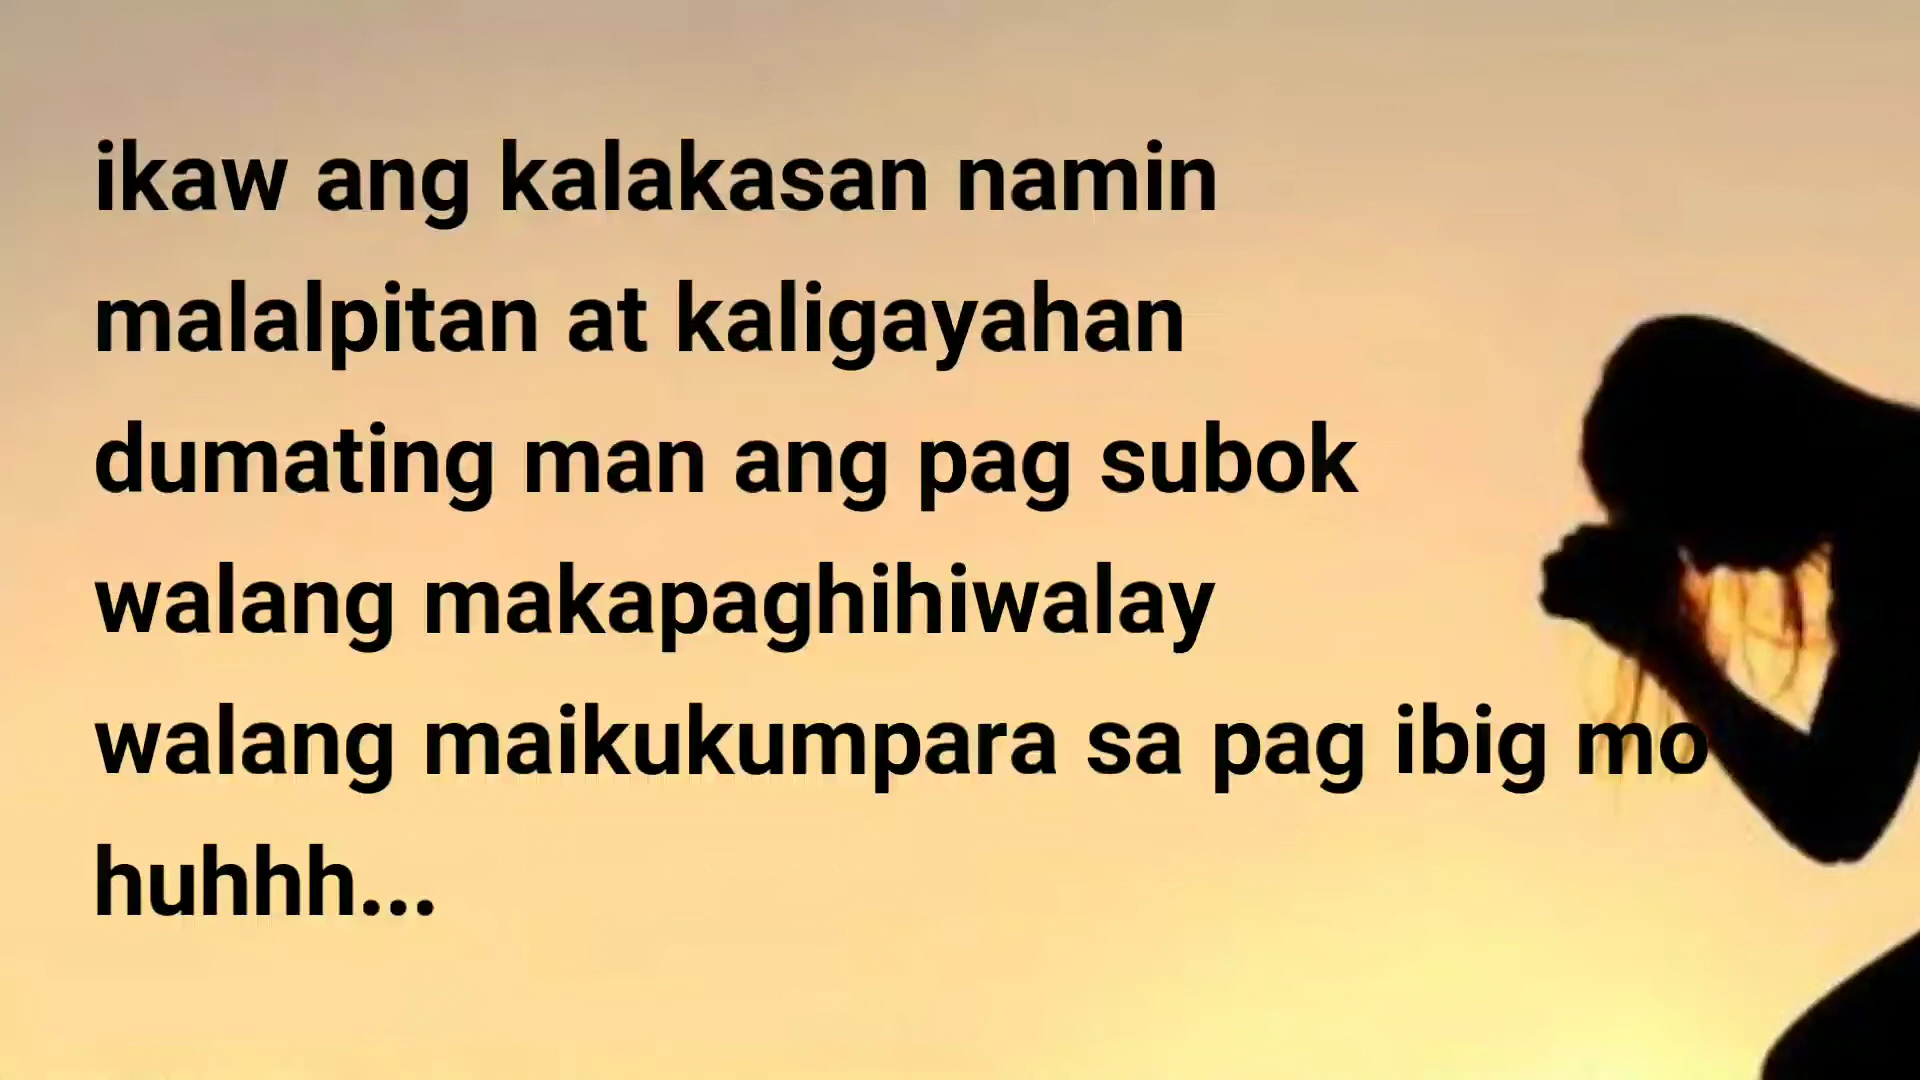 ikaw ang kalakasan namin
malalpitan at kaligayahan
dumating man ang pag subok
walang makapaghihiwalay
walang maikukumpara sa pag ibig mo
huhhh...